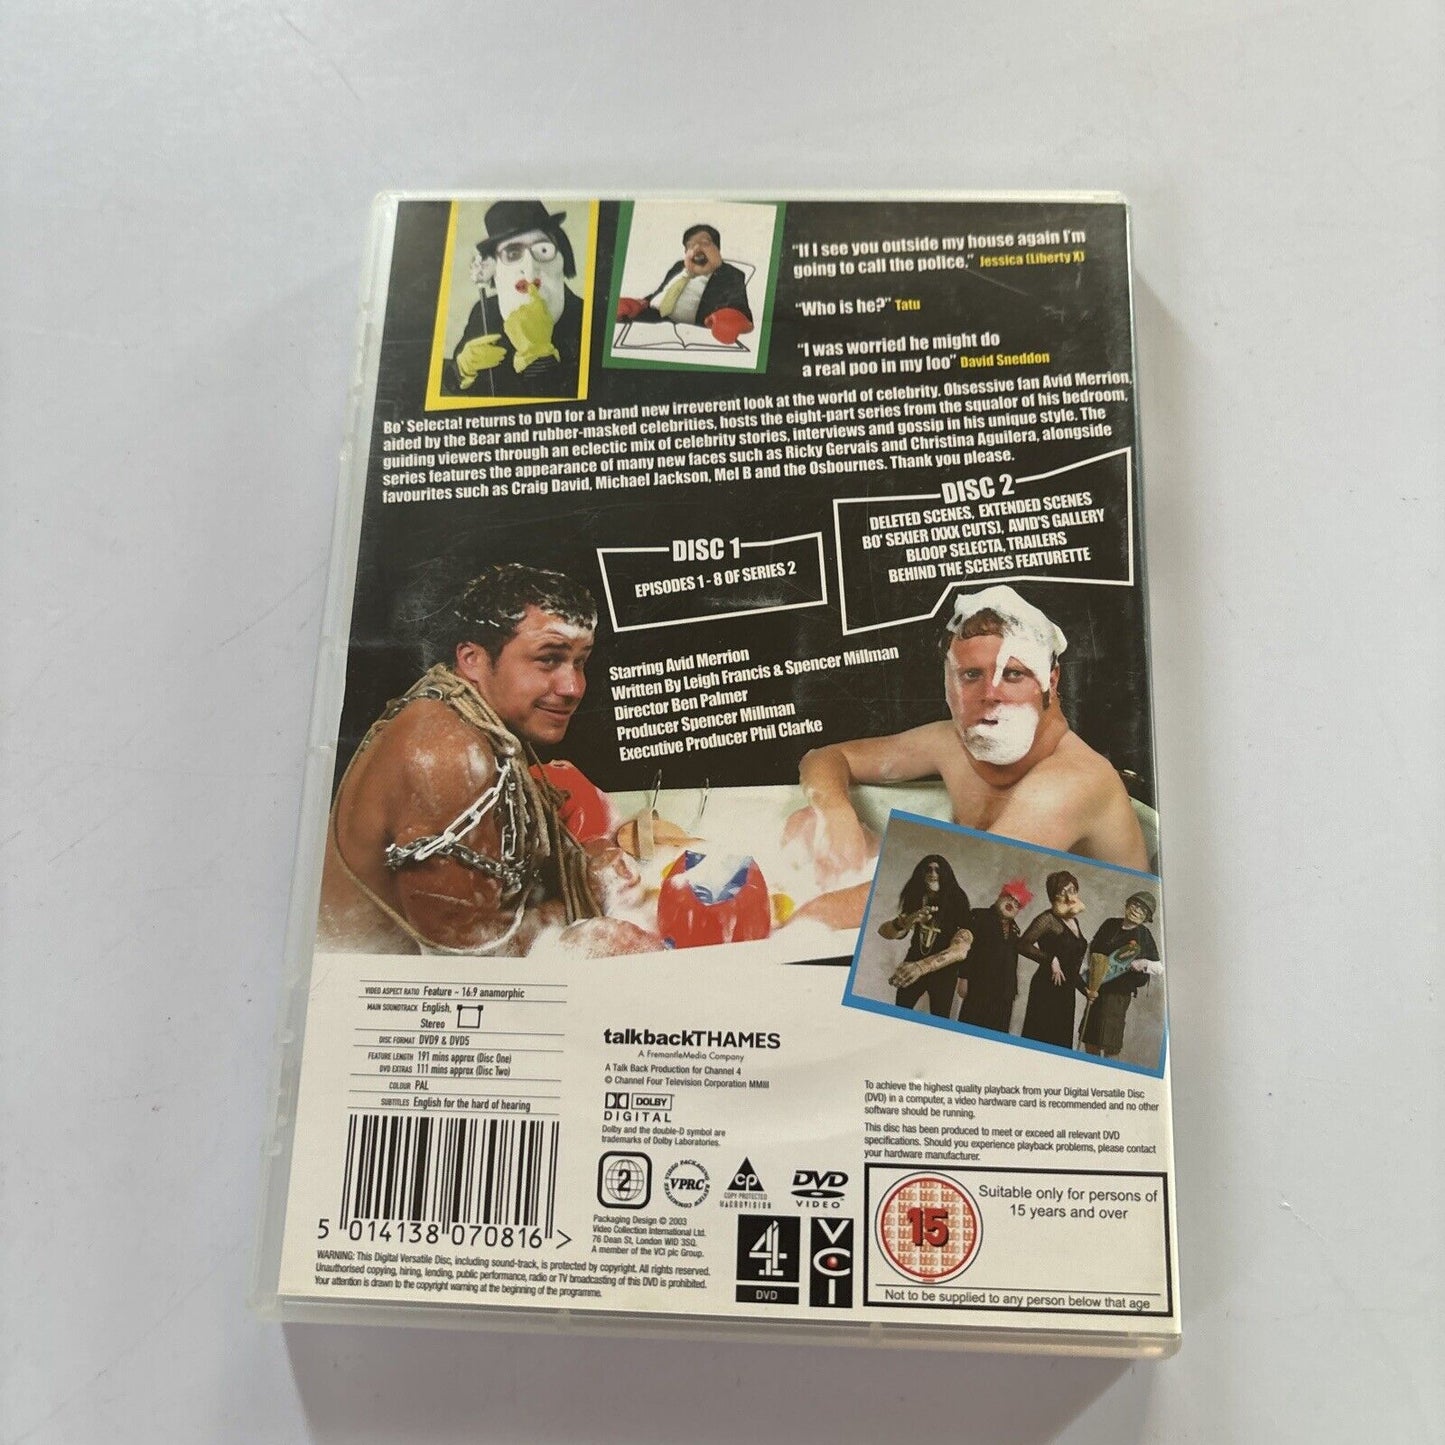 "If I see you outside my house again I'm
going to call the police." Jessica (Liberty X)
"Who is he?" Tatu
"I was worried he might do
a real poo in my loo" David Sneddon
Bo' Selecta! returns to DVD for a brand new irreverent look at the world of celebrity. Obsessive fan Avid Merrion,
aided by the Bear and rubber-masked celebrities, hosts the eight-part series from the squalor of his bedroom,
guiding viewers through an eclectic mix of celebrity stories, interviews and gossip in his unique style. The
series features the appearance of many new faces such as Ricky Gervais and Christina Aguilera, alongside
favourites such as Craig David, Michael Jackson, Mel B and the Osbournes. Thank you please.
DISC 1
EPISODES 1 - 8 OF SERIES 2
DISC 2
DELETED SCENES, EXTENDED SCENES
BO' SEXIER (XXX CUTS), AVID'S GALLERY
BLOOP SELECTA, TRAILERS
BEHIND THE SCENES FEATURETTE
Starring Avid Merrion
Written By Leigh Francis & Spencer Millman
Director Ben Palmer
Producer Spencer Millman
Executive Producer Phil Clarke
VIDEO ASPECT RATIO Feature - 16:9 anamorphic
MAIN SOUNDTRACK English,
Stereo
DISC FORMAT DVD9 & DVD5
FEATURE LENGTH 191 mins approx (Disc One)
DVD EXTRAS 111 mins approx (Disc Two)
COLOUR PAL
SUBTITLES English for the hard of hearing
5 014138 070816 >
WARNING: This Digital Versatile Disc, including sound-track, is protected by copyright. All rights reserved.
Unauthorised copying, hiring, lending, public performance, radio or TV broadcasting of this DVD is prohibited.
Your attention is drawn to the copyright warning at the beginning of the programme.
talkbackTHAMES
A FremantleMedia Company
A Talk Back Production for Channel 4
© Channel Four Television Corporation MMIII
DOLBY
DIGITAL
Dolby and the double-D symbol are
trademarks of Dolby Laboratories.
2
VIDEO PACKAGING REVIEW COMMITTEE
VPRC
CP
COPY PROTECTED
MACROVISION
DVD
VIDEO
Packaging Design © 2003
Video Collection International Ltd.
76 Dean St, London W1D 3SQ.
A member of the VCI plc Group.
4
DVD
VCI
To achieve the highest quality playback from your Digital Versatile Disc
(DVD) in a computer, a video hardware card is recommended and no other
software should be running.
This disc has been produced to meet or exceed all relevant DVD
specifications. Should you experience playback problems, please contact
your hardware manufacturer.
15
Suitable only for persons of
15 years and over
Not to be supplied to any person below that age